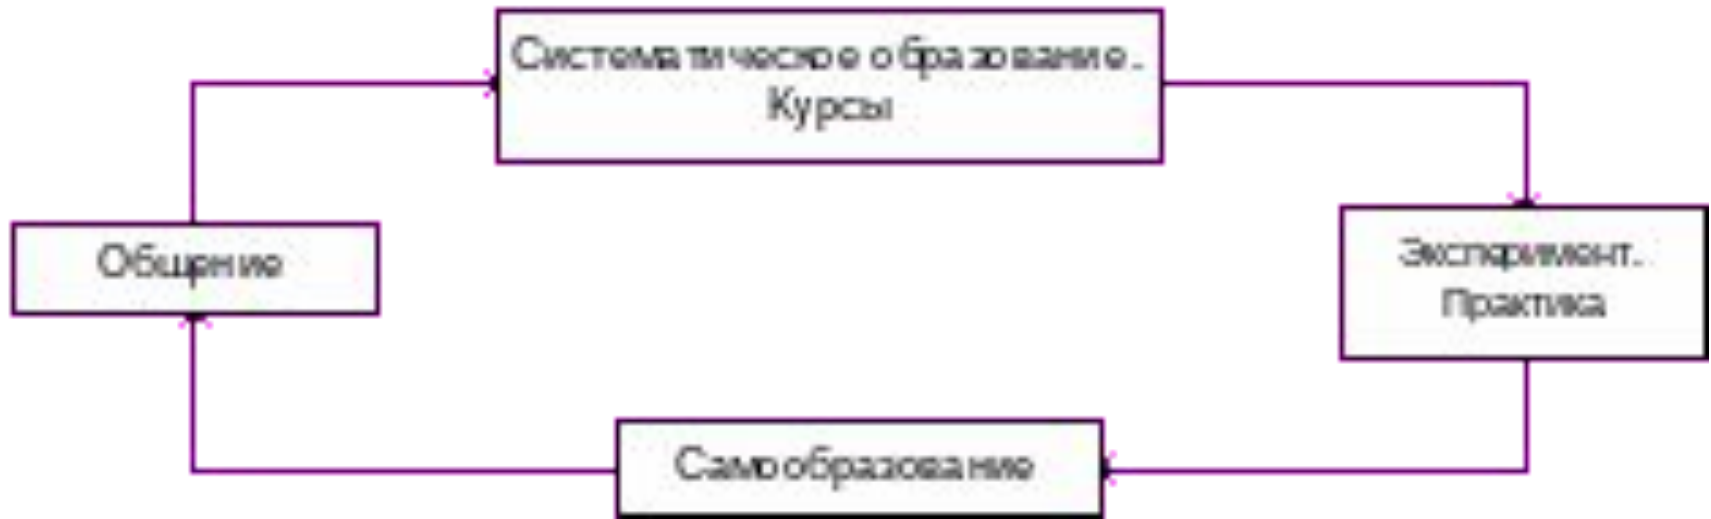 Систематическое образование.
Курсы
Общение
Эксперимент.
Практика
Самообразование